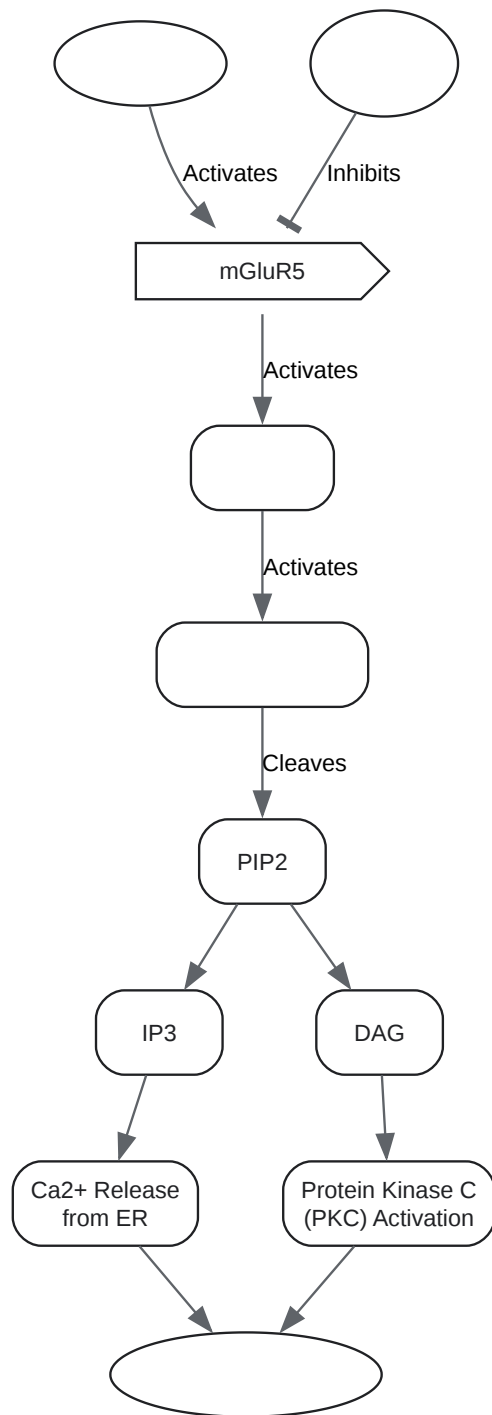 Activates
Inhibits
mGluR5
Activates
Activates
Cleaves
PIP2
IP3
DAG
Ca2+ Release
from ER
Protein Kinase C
(PKC) Activation